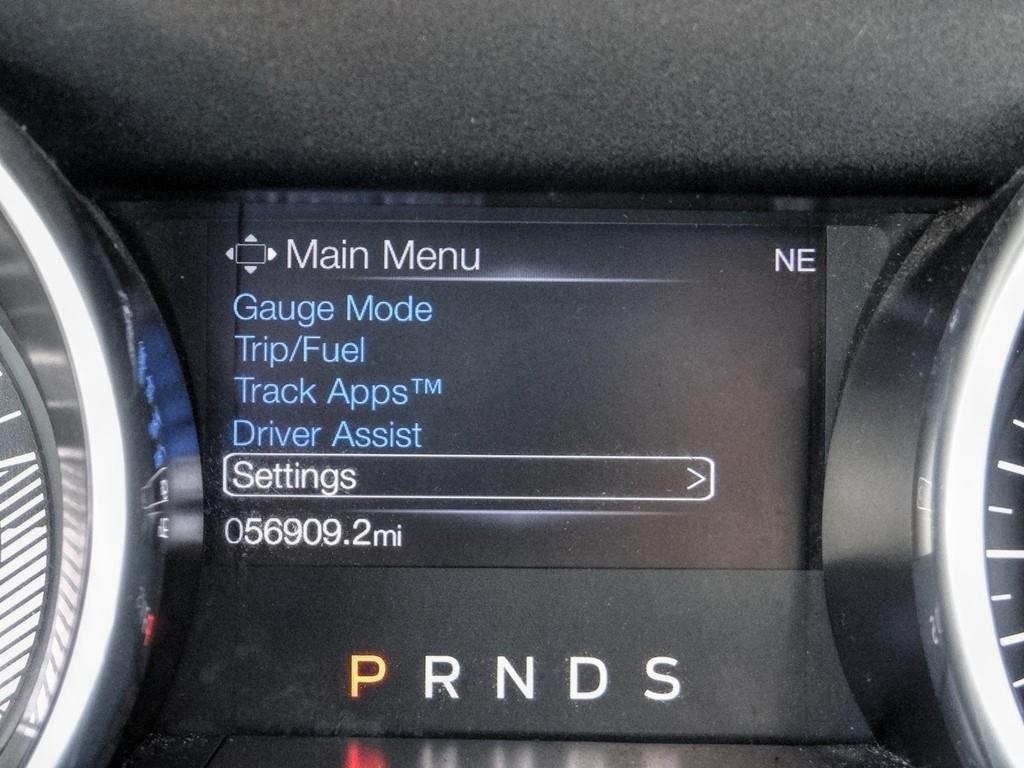 Main Menu NE
Gauge Mode
Trip/Fuel
Track Apps™
Driver Assist
Settings >
056909.2mi
P R N D S